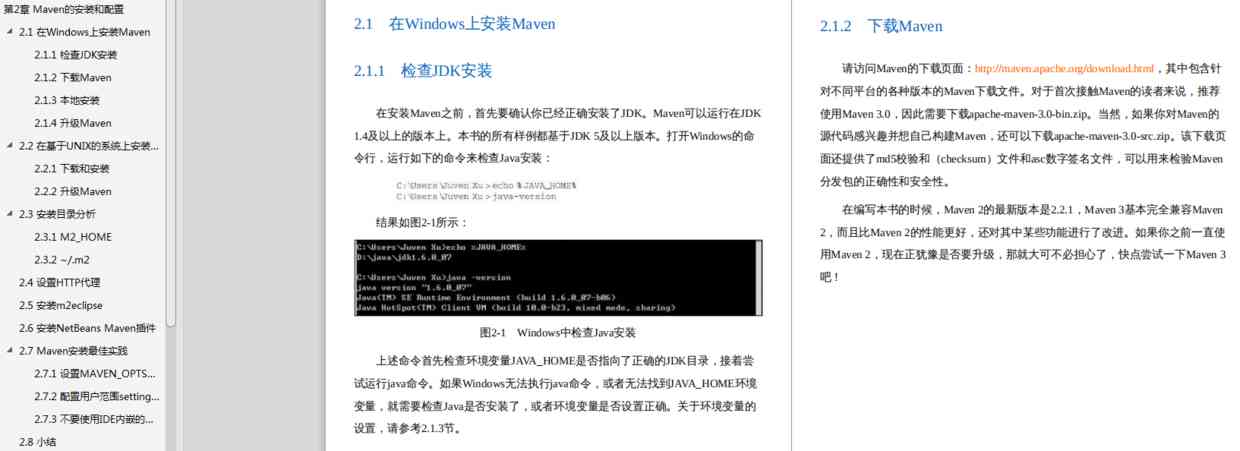 第2章 Maven的安装和配置
2.1 在Windows上安装Maven
2.1.1 检查JDK安装
2.1.2 下载Maven
2.1.3 本地安装
2.1.4 升级Maven
2.2 在基于UNIX的系统上安装...
2.2.1 下载和安装
2.2.2 升级Maven
2.3 安装目录分析
2.3.1 M2_HOME
2.3.2 ~/.m2
2.4 设置HTTP代理
2.5 安装m2eclipse
2.6 安装NetBeans Maven插件
2.7 Maven安装最佳实践
2.7.1 设置MAVEN_OPTS...
2.7.2 配置用户范围setting...
2.7.3 不要使用IDE内嵌的...
2.8 小结
2.1 在Windows上安装Maven
2.1.1 检查JDK安装
在安装Maven之前，首先要确认你已经正确安装了JDK。Maven可以运行在JDK
1.4及以上的版本上。本书的所有样例都基于JDK 5及以上版本。打开Windows的命
令行，运行如下的命令来检查Java安装：
C:\Users\Juven Xu>echo %JAVA_HOME%
C:\Users\Juven Xu>java-version
结果如图2-1所示：
C:\Users\Juven Xu>echo %JAVA_HOME%
D:\java\jdk1.6.0_07
C:\Users\Juven Xu>java -version
java version "1.6.0_07"
Java(TM) SE Runtime Environment (build 1.6.0_07-b06)
Java HotSpot(TM) Client VM (build 10.0-b23, mixed mode, sharing)
图2-1 Windows中检查Java安装
上述命令首先检查环境变量JAVA_HOME是否指向了正确的JDK目录，接着尝
试运行java命令。如果Windows无法执行java命令，或者无法找到JAVA_HOME环境
变量，就需要检查Java是否安装了，或者环境变量是否设置正确。关于环境变量的
设置，请参考2.1.3节。
2.1.2 下载Maven
请访问Maven的下载页面：http://maven.apache.org/download.html，其中包含针
对不同平台的各种版本的Maven下载文件。对于首次接触Maven的读者来说，推荐
使用Maven 3.0，因此需要下载apache-maven-3.0-bin.zip。当然，如果你对Maven的
源代码感兴趣并想自己构建Maven，还可以下载apache-maven-3.0-src.zip。该下载页
面还提供了md5校验和（checksum）文件和asc数字签名文件，可以用来检验Maven
分发包的正确性和安全性。
在编写本书的时候，Maven 2的最新版本是2.2.1，Maven 3基本完全兼容Maven
2，而且比Maven 2的性能更好，还对其中某些功能进行了改进。如果你之前一直使
用Maven 2，现在正犹豫是否要升级，那就大可不必担心了，快点尝试一下Maven 3
吧！